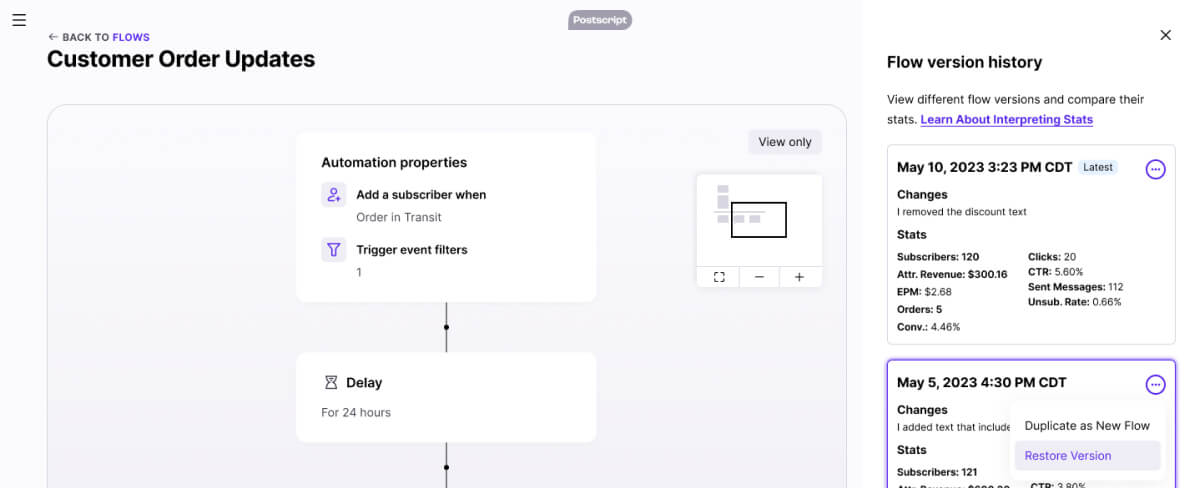 Postscript
← BACK TO FLOWS
Customer Order Updates
View only
Automation properties
Add a subscriber when
Order in Transit
Trigger event filters
1
Delay
For 24 hours
Flow version history
View different flow versions and compare their
stats. Learn About Interpreting Stats
May 10, 2023 3:23 PM CDT Latest
Changes
I removed the discount text
Stats
Subscribers: 120
Attr. Revenue: $300.16
EPM: $2.68
Orders: 5
Conv.: 4.46%
Clicks: 20
CTR: 5.60%
Sent Messages: 112
Unsub. Rate: 0.66%
May 5, 2023 4:30 PM CDT
Changes
I added text that include
Stats
Subscribers: 121
Duplicate as New Flow
Restore Version
CTR: 3.80%